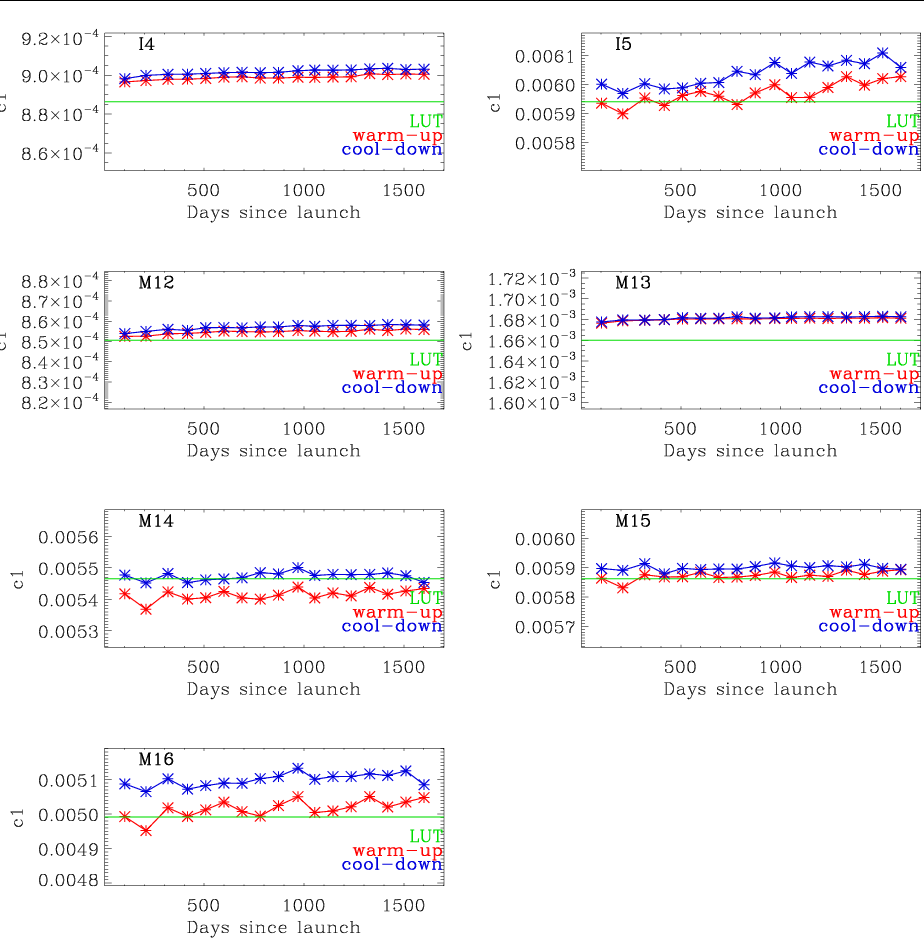 I4
9.2×10⁻⁴
9.0×10⁻⁴
8.8×10⁻⁴
8.6×10⁻⁴
c1
LUT
warm−up
cool−down
500 1000 1500
Days since launch
I5
0.0061
0.0060
0.0059
0.0058
c1
LUT
warm−up
cool−down
500 1000 1500
Days since launch
M12
8.8×10⁻⁴
8.7×10⁻⁴
8.6×10⁻⁴
8.5×10⁻⁴
8.4×10⁻⁴
8.3×10⁻⁴
8.2×10⁻⁴
c1
LUT
warm−up
cool−down
500 1000 1500
Days since launch
M13
1.72×10⁻³
1.70×10⁻³
1.68×10⁻³
1.66×10⁻³
1.64×10⁻³
1.62×10⁻³
1.60×10⁻³
c1
LUT
warm−up
cool−down
500 1000 1500
Days since launch
M14
0.0056
0.0055
0.0054
0.0053
c1
LUT
warm−up
cool−down
500 1000 1500
Days since launch
M15
0.0060
0.0059
0.0058
0.0057
c1
LUT
warm−up
cool−down
500 1000 1500
Days since launch
M16
0.0051
0.0050
0.0049
0.0048
c1
LUT
warm−up
cool−down
500 1000 1500
Days since launch